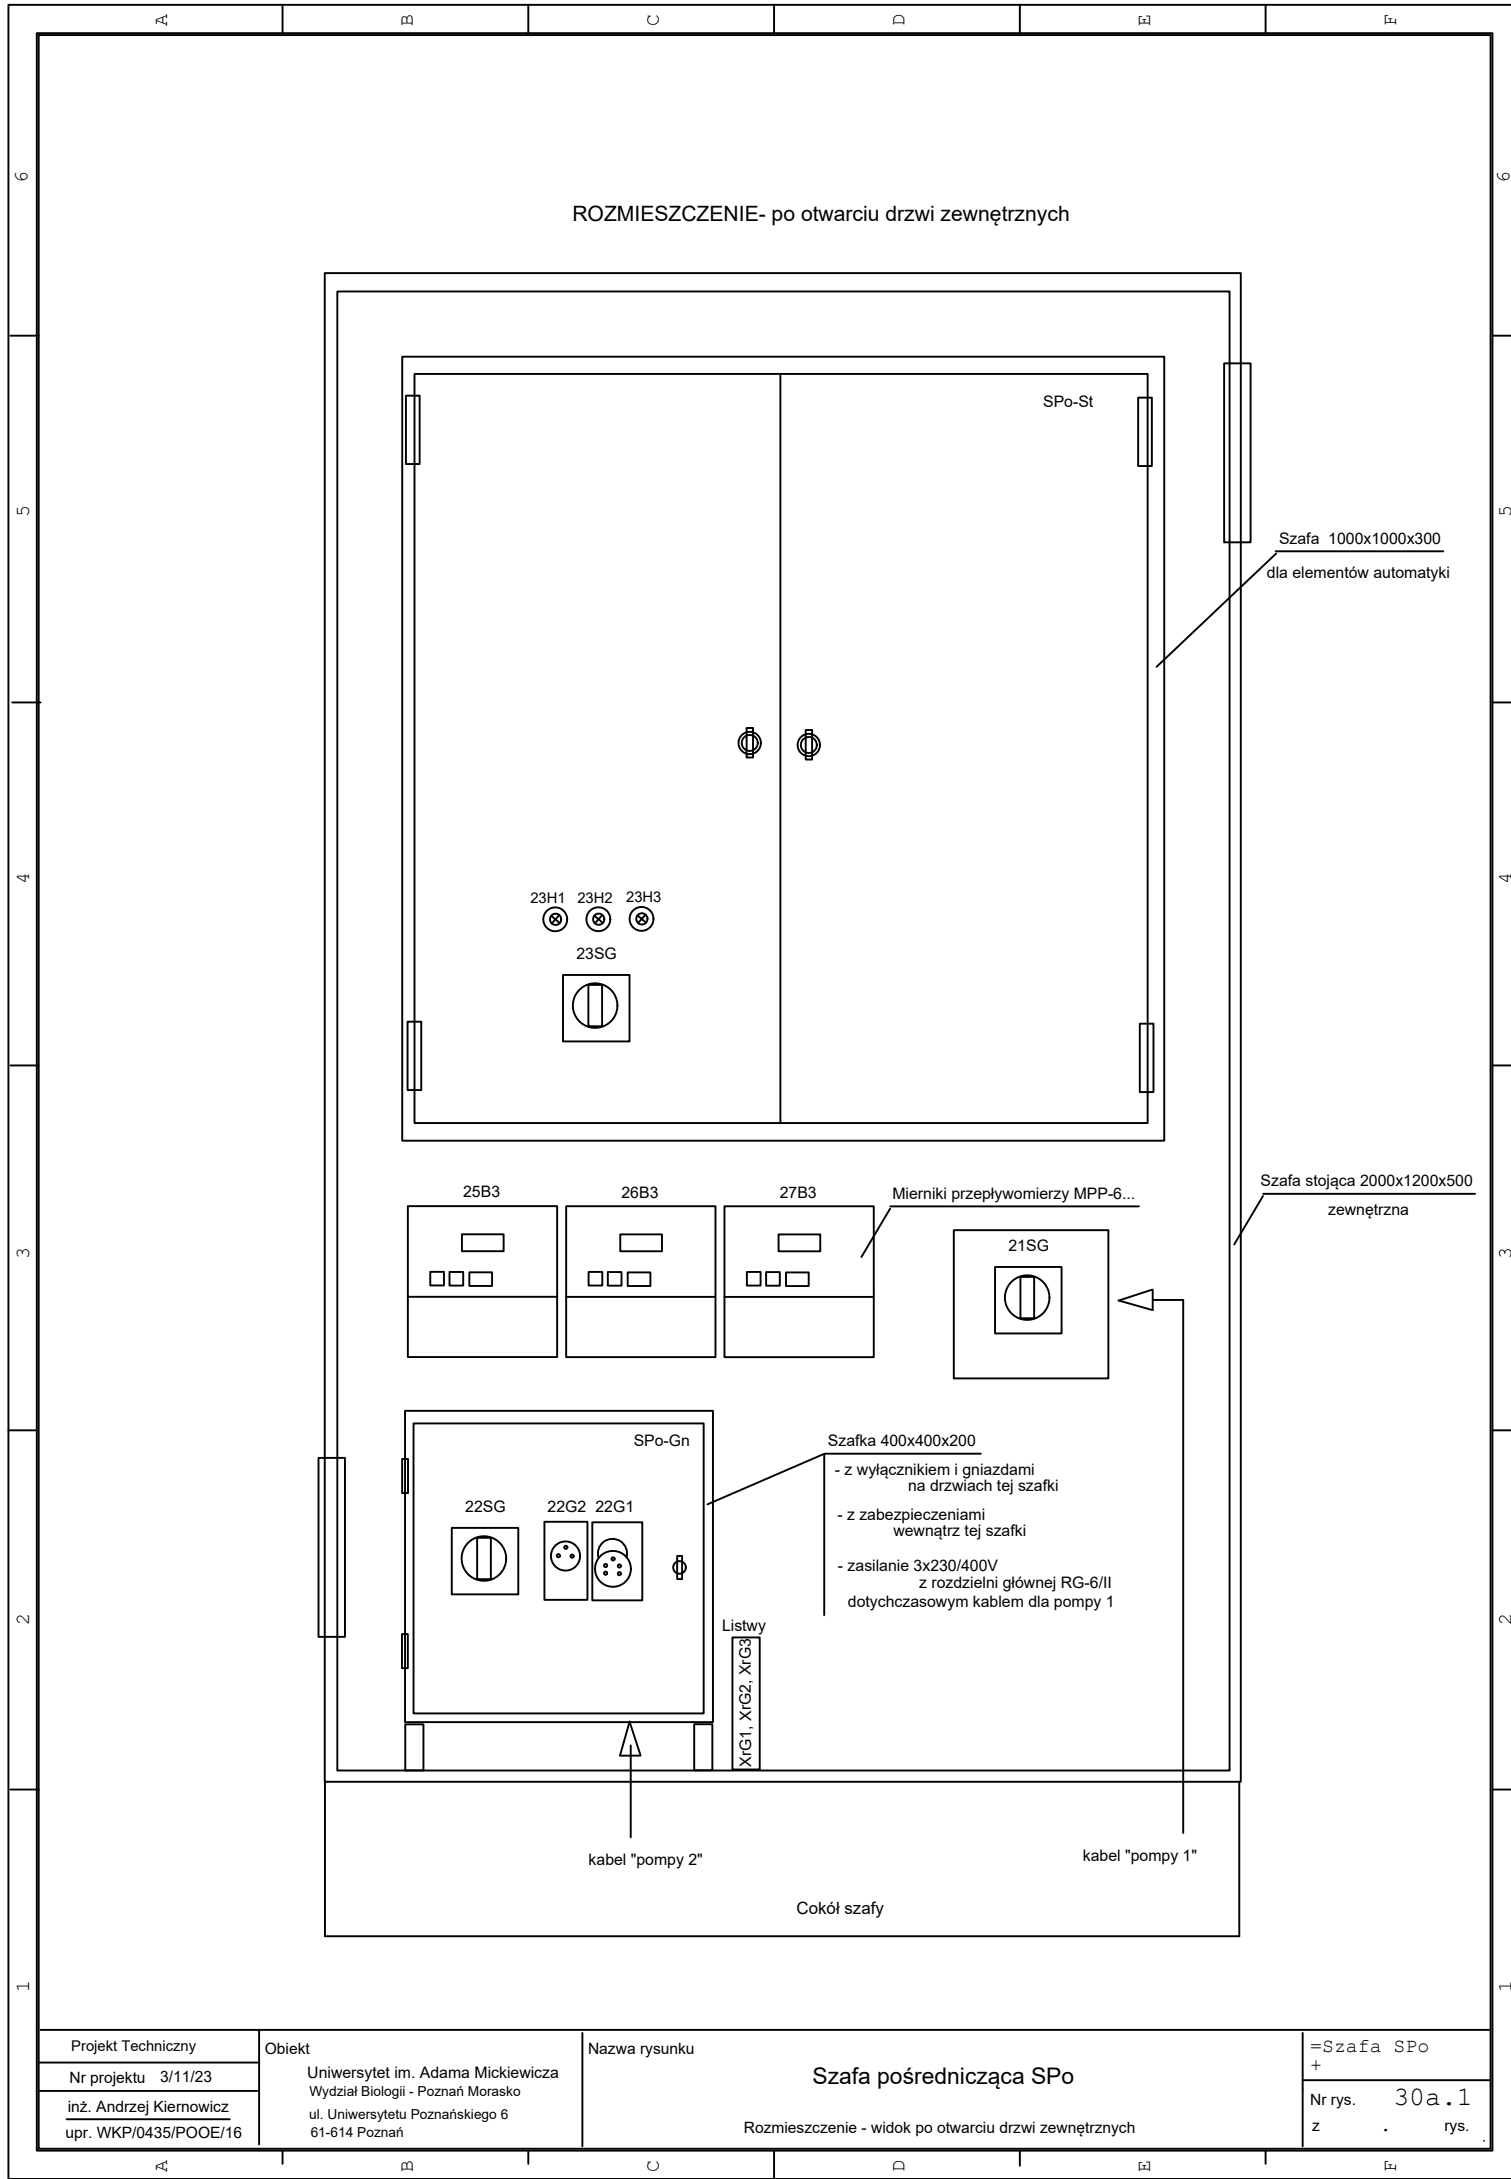 A B C D E F
6 6
ROZMIESZCZENIE- po otwarciu drzwi zewnętrznych
SPo-St
5 5
Szafa 1000x1000x300
dla elementów automatyki
4 4
23H1 23H2 23H3
23SG
25B3 26B3 27B3 Mierniki przepływomierzy MPP-6...
Szafa stojąca 2000x1200x500
zewnętrzna
21SG
3 3
SPo-Gn
Szafka 400x400x200
- z wyłącznikiem i gniazdami
na drzwiach tej szafki
22SG 22G2 22G1
- z zabezpieczeniami
wewnątrz tej szafki
- zasilanie 3x230/400V
z rozdzielni głównej RG-6/II
dotychczasowym kablem dla pompy 1
2 2
Listwy
XrG1, XrG2, XrG3
kabel "pompy 2"
kabel "pompy 1"
Cokół szafy
1 1
Projekt Techniczny
Nr projektu 3/11/23
inż. Andrzej Kiernowicz
upr. WKP/0435/POOE/16
Obiekt
Uniwersytet im. Adama Mickiewicza
Wydział Biologii - Poznań Morasko
ul. Uniwersytetu Poznańskiego 6
61-614 Poznań
Nazwa rysunku
Szafa pośrednicząca SPo
Rozmieszczenie - widok po otwarciu drzwi zewnętrznych
=Szafa SPo
+
Nr rys. 30a.1
z . rys.
A B C D E F